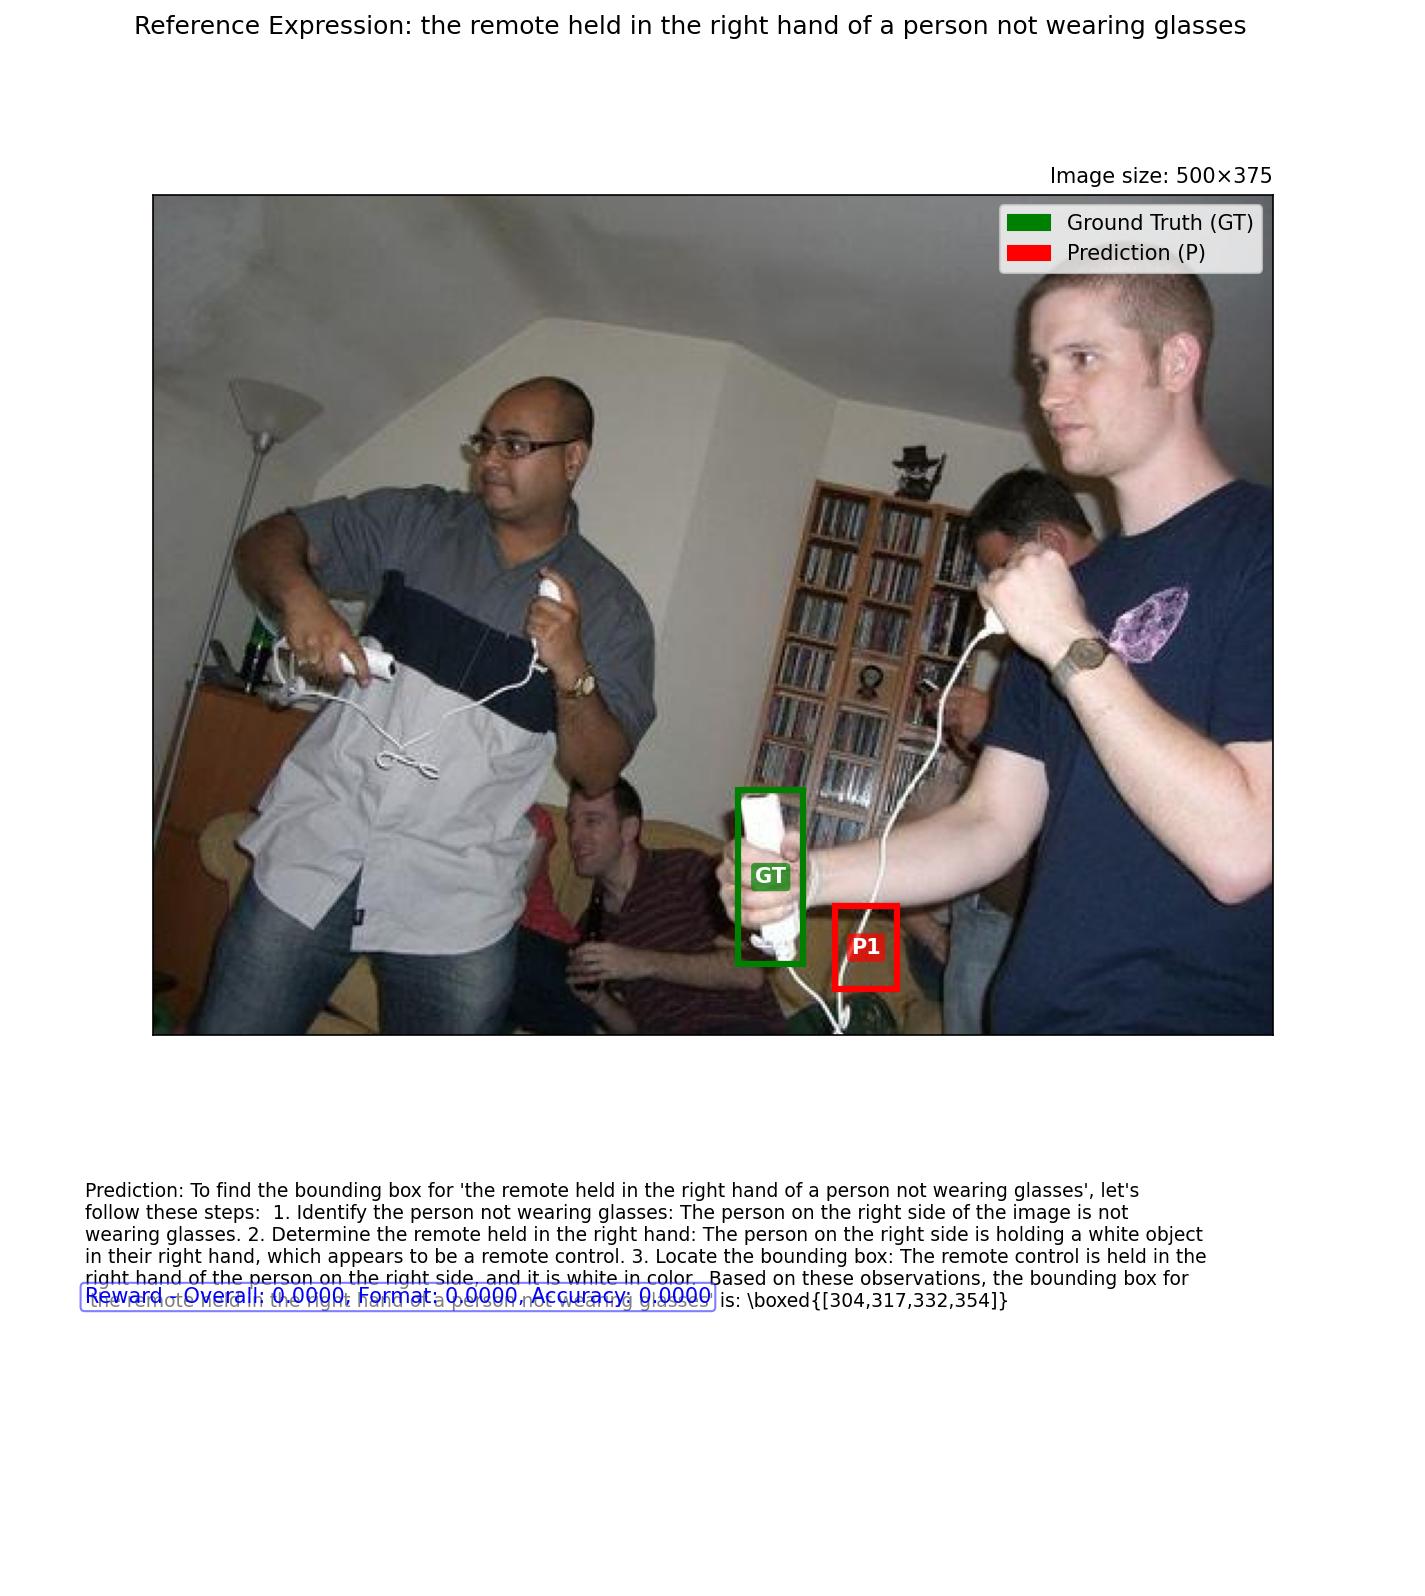 Reference Expression: the remote held in the right hand of a person not wearing glasses
Image size: 500×375
Ground Truth (GT)
Prediction (P)
GT
P1
Prediction: To find the bounding box for 'the remote held in the right hand of a person not wearing glasses', let's
follow these steps:  1. Identify the person not wearing glasses: The person on the right side of the image is not
wearing glasses. 2. Determine the remote held in the right hand: The person on the right side is holding a white object
in their right hand, which appears to be a remote control. 3. Locate the bounding box: The remote control is held in the
right hand of the person on the right side, and it is white in color.  Based on these observations, the bounding box for
'the remote held in the right hand of a person not wearing glasses' is: \boxed{[304,317,332,354]}
Reward - Overall: 0.0000, Format: 0.0000, Accuracy: 0.0000